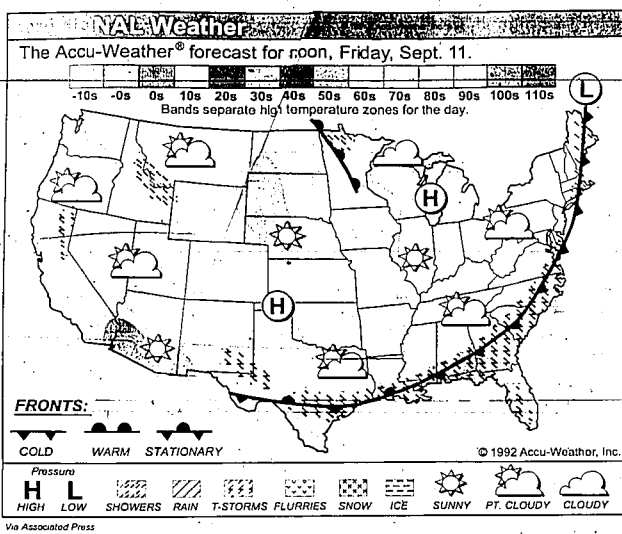 NAL Weather
The Accu-Weather® forecast for noon, Friday, Sept. 11.
-10s -0s 0s 10s 20s 30s 40s 50s 60s 70s 80s 90s 100s 110s
Bands separate high temperature zones for the day.
L
H
H
FRONTS:
COLD WARM STATIONARY
© 1992 Accu-Weather, Inc.
Pressure
H L
HIGH LOW SHOWERS RAIN T-STORMS FLURRIES SNOW ICE SUNNY PT. CLOUDY CLOUDY
Via Associated Press